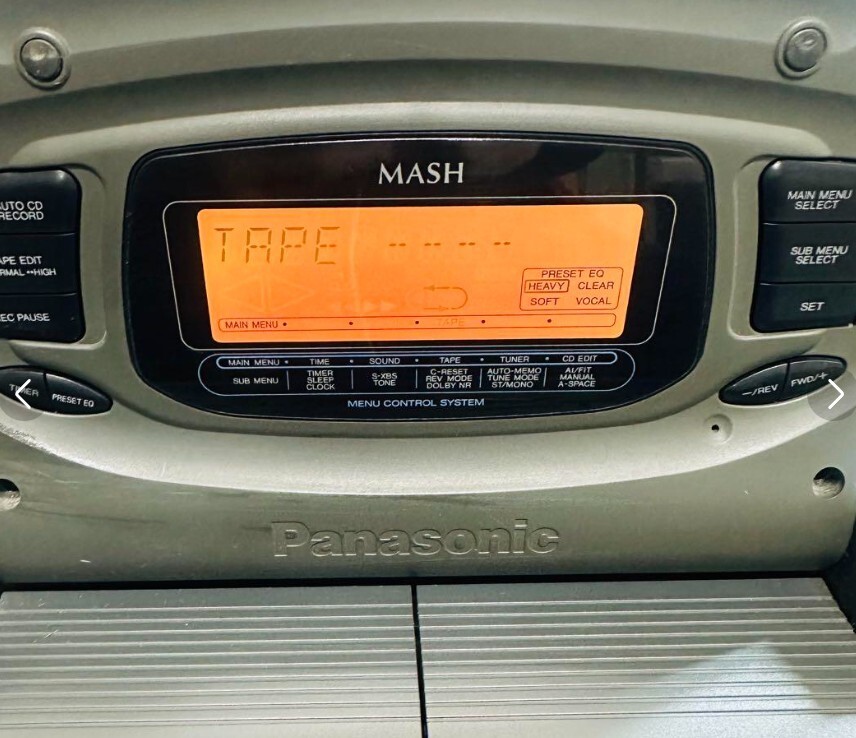 MASH
AUTO CD
RECORD
TAPE EDIT
NORMAL ↔ HIGH
REC PAUSE
TIMER
PRESET EQ
TAPE ----
PRESET EQ
HEAVY CLEAR
SOFT VOCAL
MAIN MENU • • • TAPE • •
MAIN MENU • TIME • SOUND • TAPE • TUNER • CD EDIT
SUB MENU
TIMER
SLEEP
CLOCK
S-XBS
TONE
C-RESET
REV MODE
DOLBY NR
AUTO-MEMO
TUNE MODE
ST/MONO
AI/FIT
MANUAL
A-SPACE
MENU CONTROL SYSTEM
MAIN MENU
SELECT
SUB MENU
SELECT
SET
−/REV
FWD/+
Panasonic